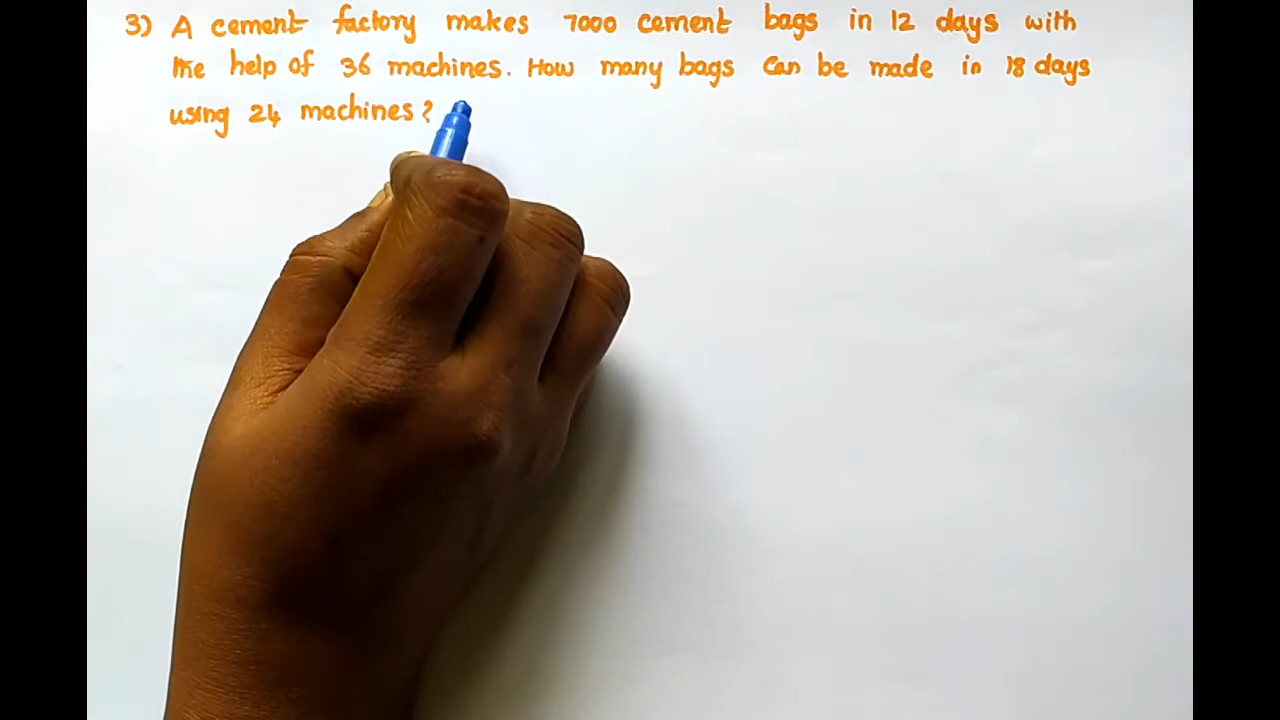 3) A cement factory makes 7000 cement bags in 12 days with
the help of 36 machines. How many bags can be made in 18 days
using 24 machines?